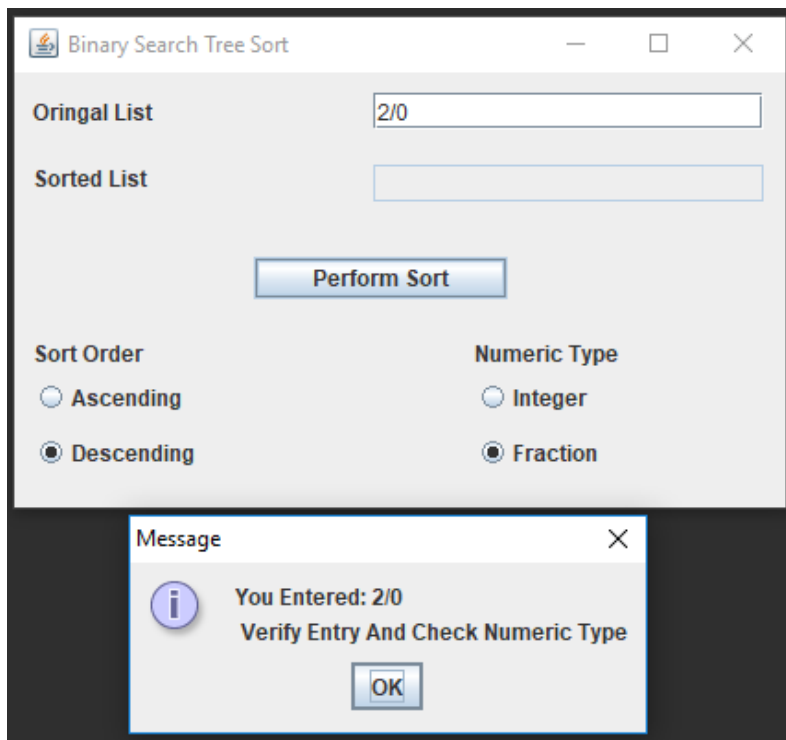 Binary Search Tree Sort
Oringal List
2/0
Sorted List
Perform Sort
Sort Order
Numeric Type
Ascending
Integer
Descending
Fraction
Message
You Entered: 2/0
Verify Entry And Check Numeric Type
OK